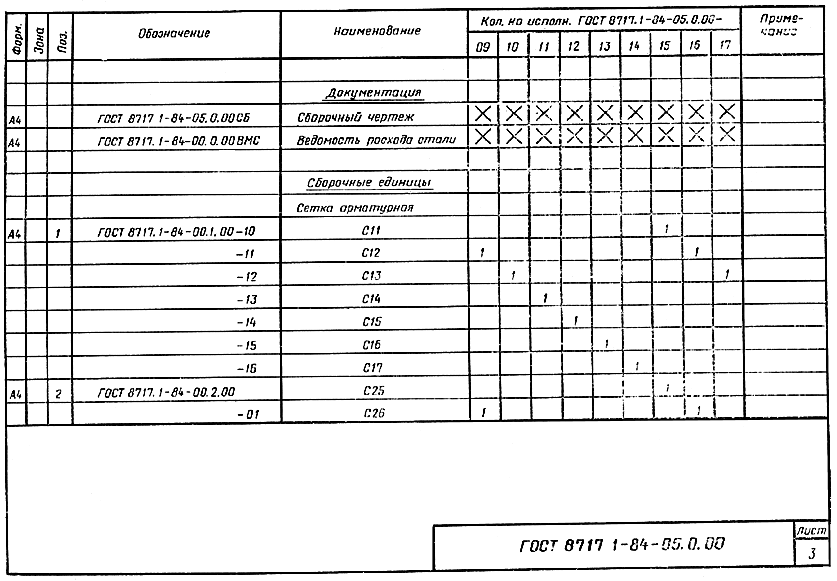 Форм. Зона Поз. Обозначение Наименование Кол. на исполн. ГОСТ 8717.1-84-05.0.00- Приме-
чание
09 10 11 12 13 14 15 16 17
Документация
А4 ГОСТ 8717 1-84-05.0.00СБ Сборочный чертеж X X X X X X X X X
А4 ГОСТ 8717.1-84-00.0.00ВМС Ведомость расхода стали X X X X X X X X X
Сборочные единицы
Сетка арматурная
А4 1 ГОСТ 8717.1-84-00.1.00-10 С11 1
-11 С12 1 1
-12 С13 1 1
-13 С14 1
-14 С15 1
-15 С16 1
-16 С17 1
А4 2 ГОСТ 8717.1-84-00.2.00 С25 1
-01 С26 1 1
ГОСТ 8717 1-84-05.0.00
Лист
3